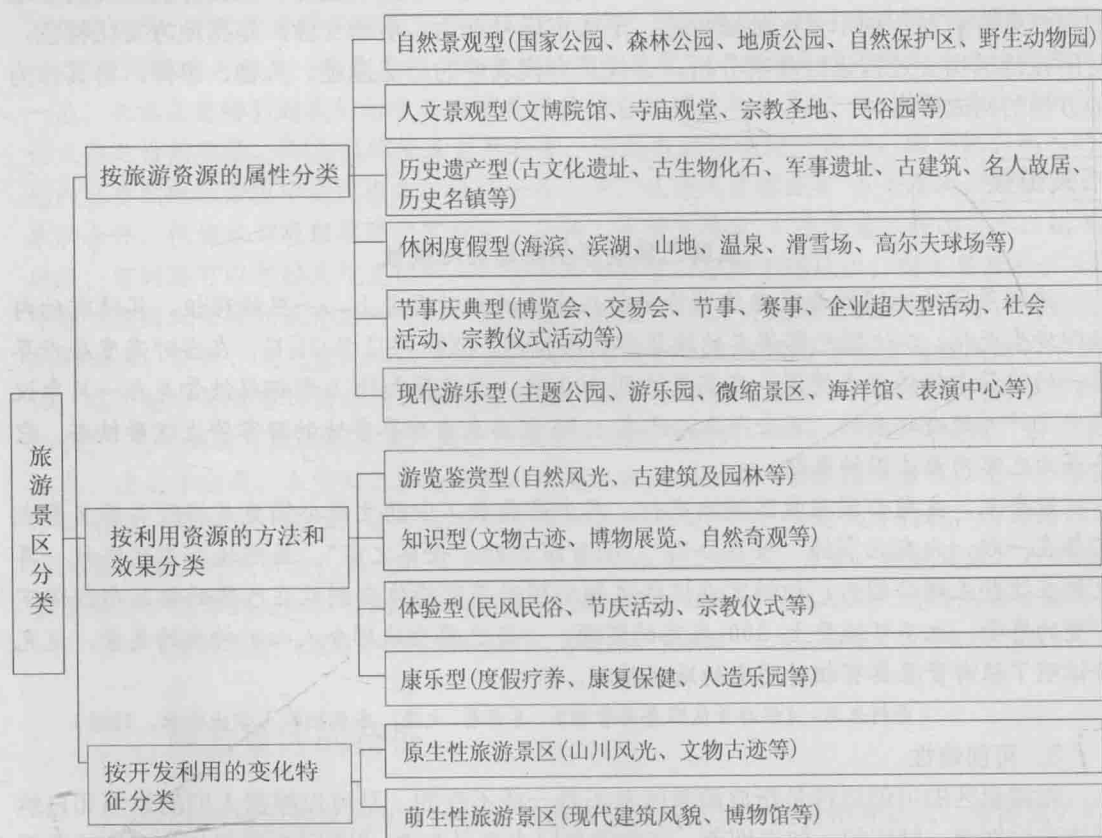 旅游景区分类
按旅游资源的属性分类
自然景观型(国家公园、森林公园、地质公园、自然保护区、野生动物园)
人文景观型(文博院馆、寺庙观堂、宗教圣地、民俗园等)
历史遗产型(古文化遗址、古生物化石、军事遗址、古建筑、名人故居、
历史名镇等)
休闲度假型(海滨、滨湖、山地、温泉、滑雪场、高尔夫球场等)
节事庆典型(博览会、交易会、节事、赛事、企业超大型活动、社会
活动、宗教仪式活动等)
现代游乐型(主题公园、游乐园、微缩景区、海洋馆、表演中心等)
按利用资源的方法和
效果分类
游览鉴赏型(自然风光、古建筑及园林等)
知识型(文物古迹、博物展览、自然奇观等)
体验型(民风民俗、节庆活动、宗教仪式等)
康乐型(度假疗养、康复保健、人造乐园等)
按开发利用的变化特
征分类
原生性旅游景区(山川风光、文物古迹等)
萌生性旅游景区(现代建筑风貌、博物馆等)